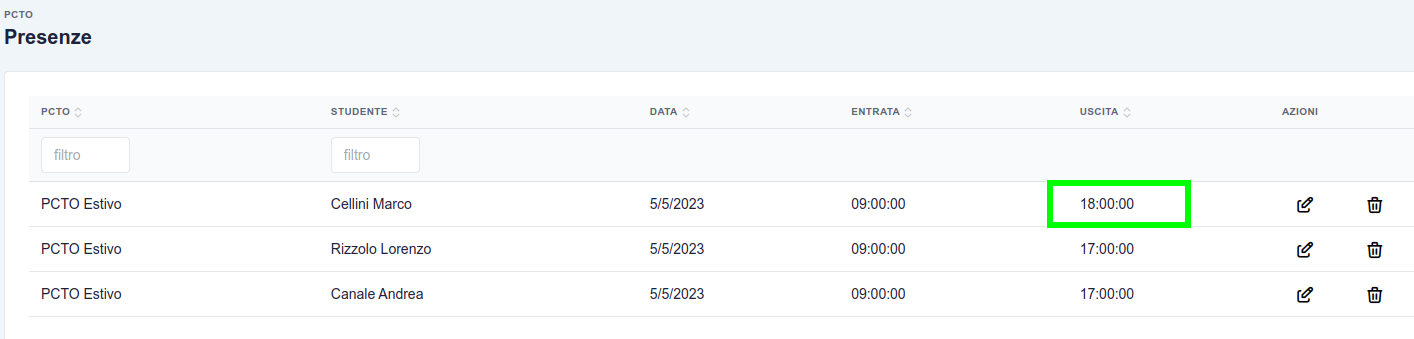 PCTO
Presenze
PCTO STUDENTE DATA ENTRATA USCITA AZIONI
filtro filtro
PCTO Estivo Cellini Marco 5/5/2023 09:00:00 18:00:00
PCTO Estivo Rizzolo Lorenzo 5/5/2023 09:00:00 17:00:00
PCTO Estivo Canale Andrea 5/5/2023 09:00:00 17:00:00